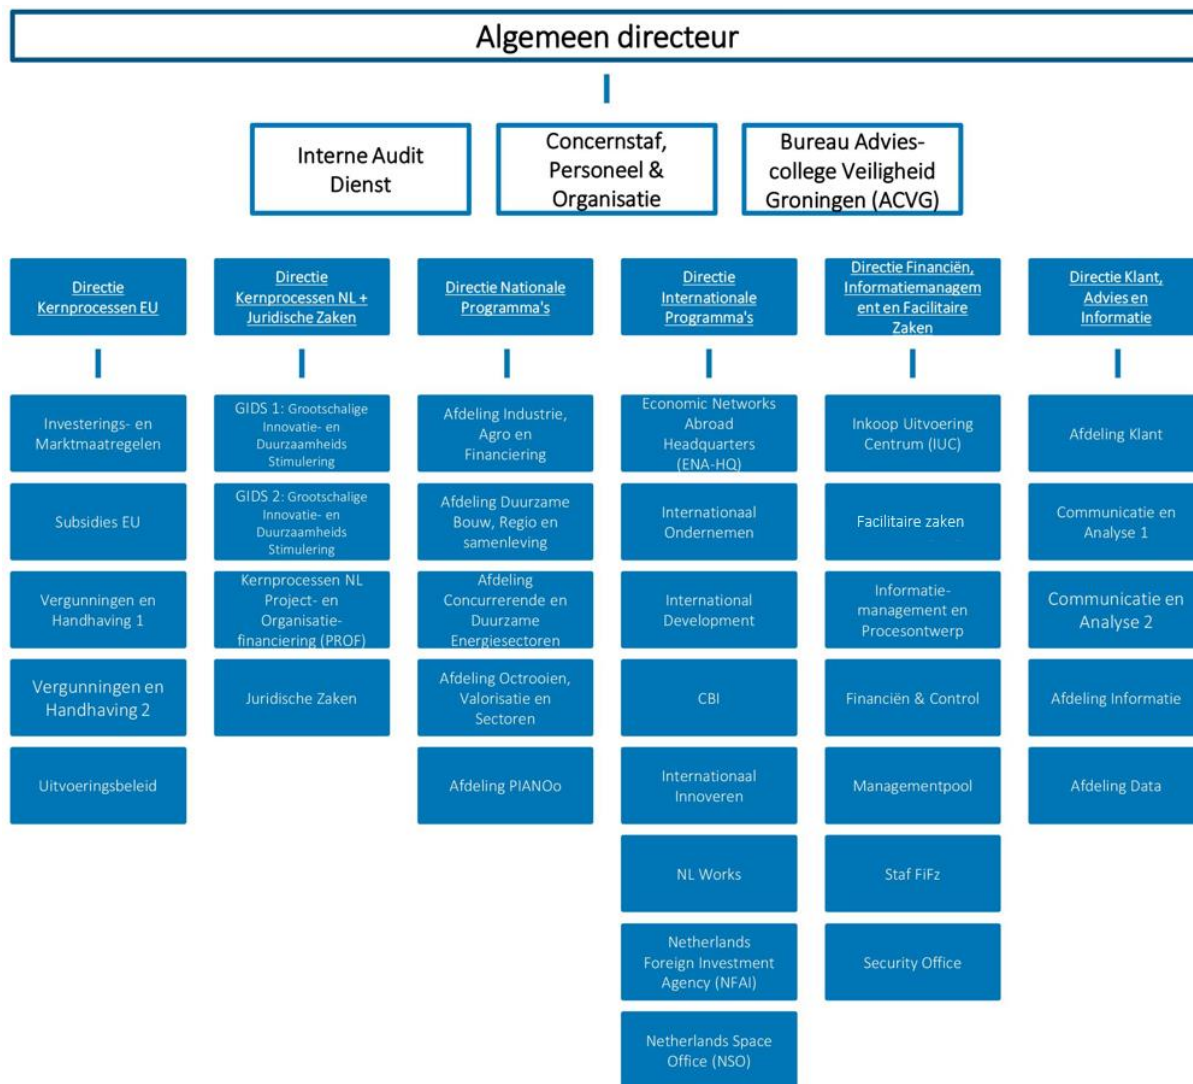 Algemeen directeur
Interne Audit
Dienst
Concernstaf,
Personeel &
Organisatie
Bureau Advies-
college Veiligheid
Groningen (ACVG)
Directie
Kernprocessen EU
Directie
Kernprocessen NL +
Juridische Zaken
Directie Nationale
Programma's
Directie
Internationale
Programma's
Directie Financiën,
Informatiemanagem
ent en Facilitaire
Zaken
Directie Klant,
Advies en
Informatie
Investerings- en
Marktmaatregelen
Subsidies EU
Vergunningen en
Handhaving 1
Vergunningen en
Handhaving 2
Uitvoeringsbeleid
GIDS 1: Grootschalige
Innovatie- en
Duurzaamheids
Stimulering
GIDS 2: Grootschalige
Innovatie- en
Duurzaamheids
Stimulering
Kernprocessen NL
Project- en
Organisatie-
financiering (PROF)
Juridische Zaken
Afdeling Industrie,
Agro en
Financiering
Afdeling Duurzame
Bouw, Regio en
samenleving
Afdeling
Concurrerende en
Duurzame
Energiesectoren
Afdeling Octrooien,
Valorisatie en
Sectoren
Afdeling PIANOo
Economic Networks
Abroad
Headquarters
(ENA-HQ)
Internationaal
Ondernemen
International
Development
CBI
Internationaal
Innoveren
NL Works
Netherlands
Foreign Investment
Agency (NFAI)
Netherlands Space
Office (NSO)
Inkoop Uitvoering
Centrum (IUC)
Facilitaire zaken
Informatie-
management en
Procesontwerp
Financiën & Control
Managementpool
Staf FiFz
Security Office
Afdeling Klant
Communicatie en
Analyse 1
Communicatie en
Analyse 2
Afdeling Informatie
Afdeling Data